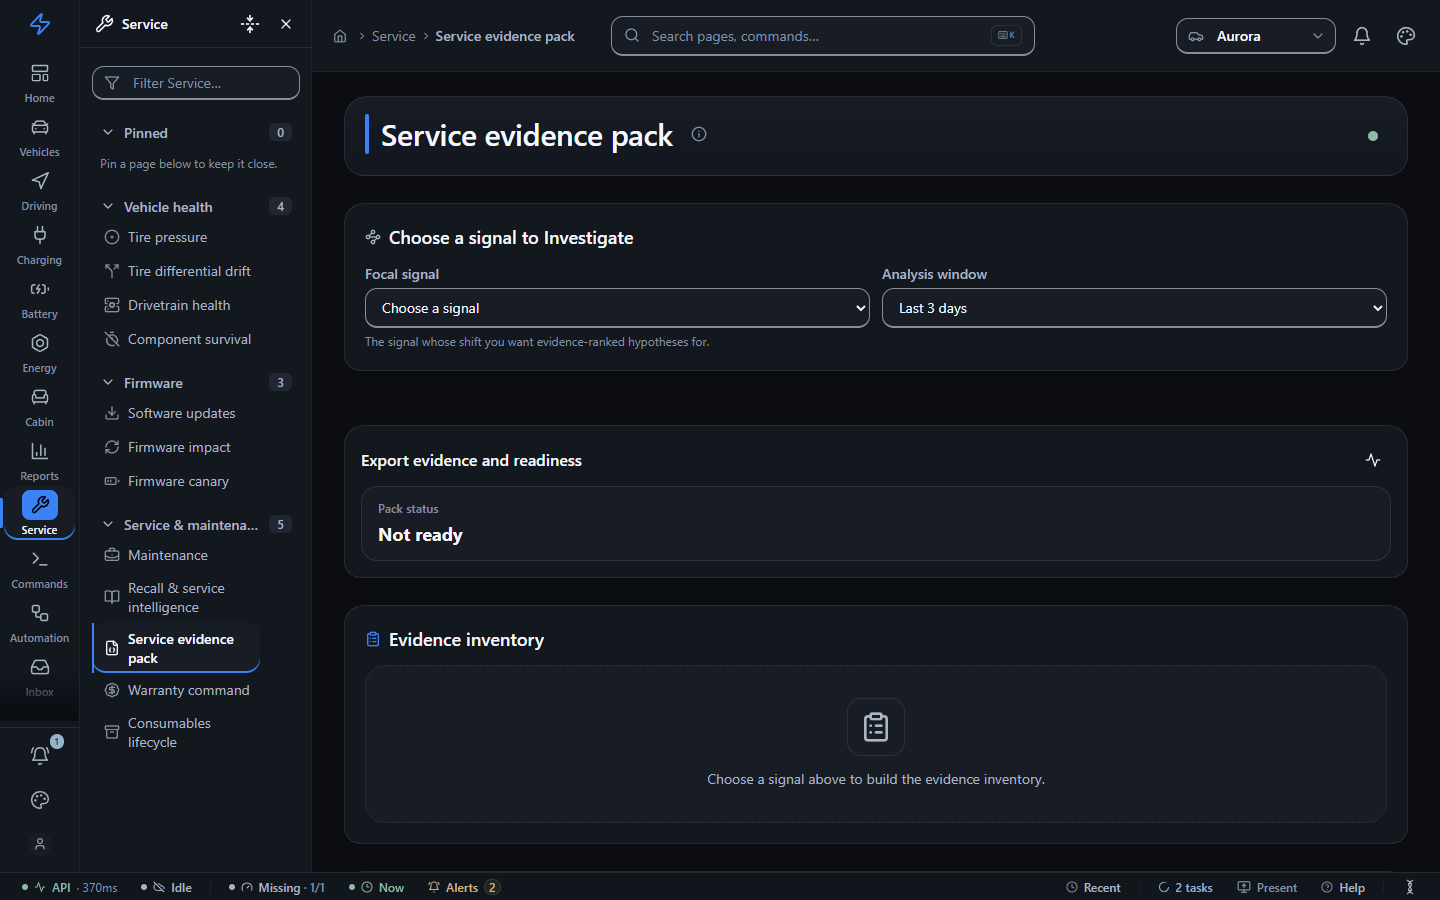 Home
Vehicles
Driving
Charging
Battery
Energy
Cabin
Reports
Service
Commands
Automation
Inbox
1
Service
Filter Service...
Pinned
0
Pin a page below to keep it close.
Vehicle health
4
Tire pressure
Tire differential drift
Drivetrain health
Component survival
Firmware
3
Software updates
Firmware impact
Firmware canary
Service & maintena...
5
Maintenance
Recall & service
intelligence
Service evidence
pack
Warranty command
Consumables
lifecycle
Service
Service evidence pack
Search pages, commands...
K
Aurora
Service evidence pack
Choose a signal to Investigate
Focal signal
Choose a signal
The signal whose shift you want evidence-ranked hypotheses for.
Analysis window
Last 3 days
Export evidence and readiness
Pack status
Not ready
Evidence inventory
Choose a signal above to build the evidence inventory.
API · 370ms
Idle
Missing · 1/1
Now
Alerts 2
Recent
2 tasks
Present
Help